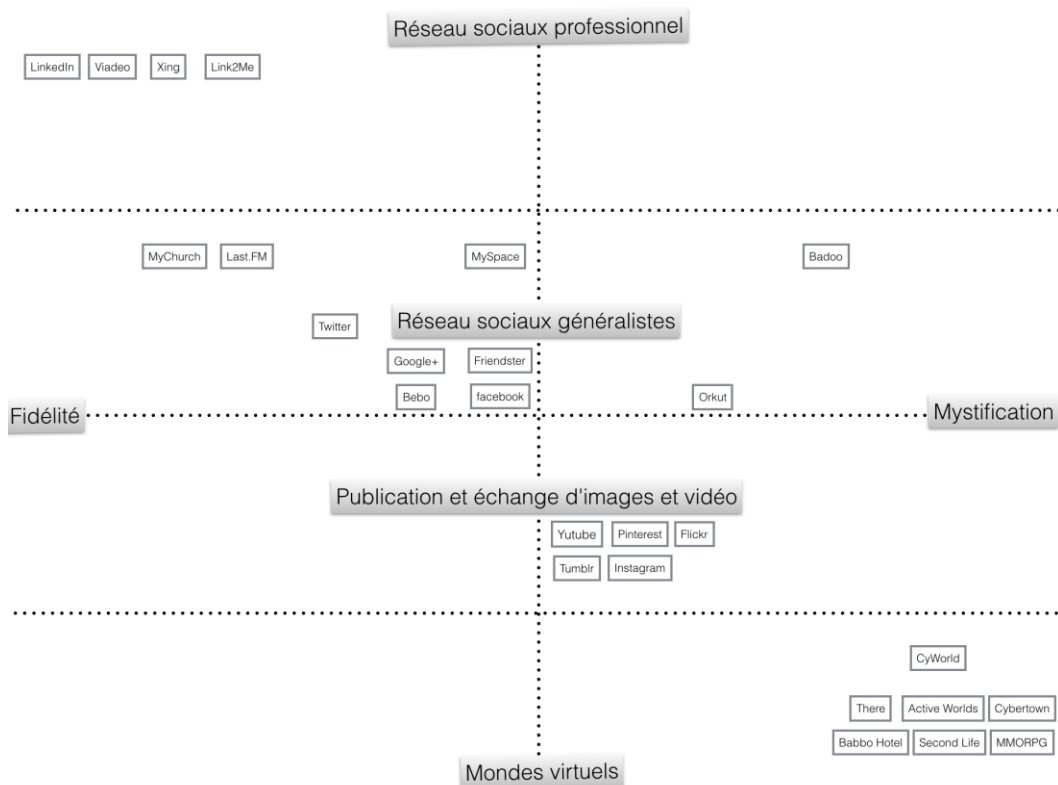 Réseau sociaux professionnel
LinkedIn Viadeo Xing Link2Me
MyChurch Last.FM MySpace Badoo
Twitter Réseau sociaux généralistes
Google+ Friendster
Bebo facebook Orkut
Fidélité Mystification
Publication et échange d'images et vidéo
Yutube Pinterest Flickr
Tumblr Instagram
CyWorld
There Active Worlds Cybertown
Babbo Hotel Second Life MMORPG
Mondes virtuels